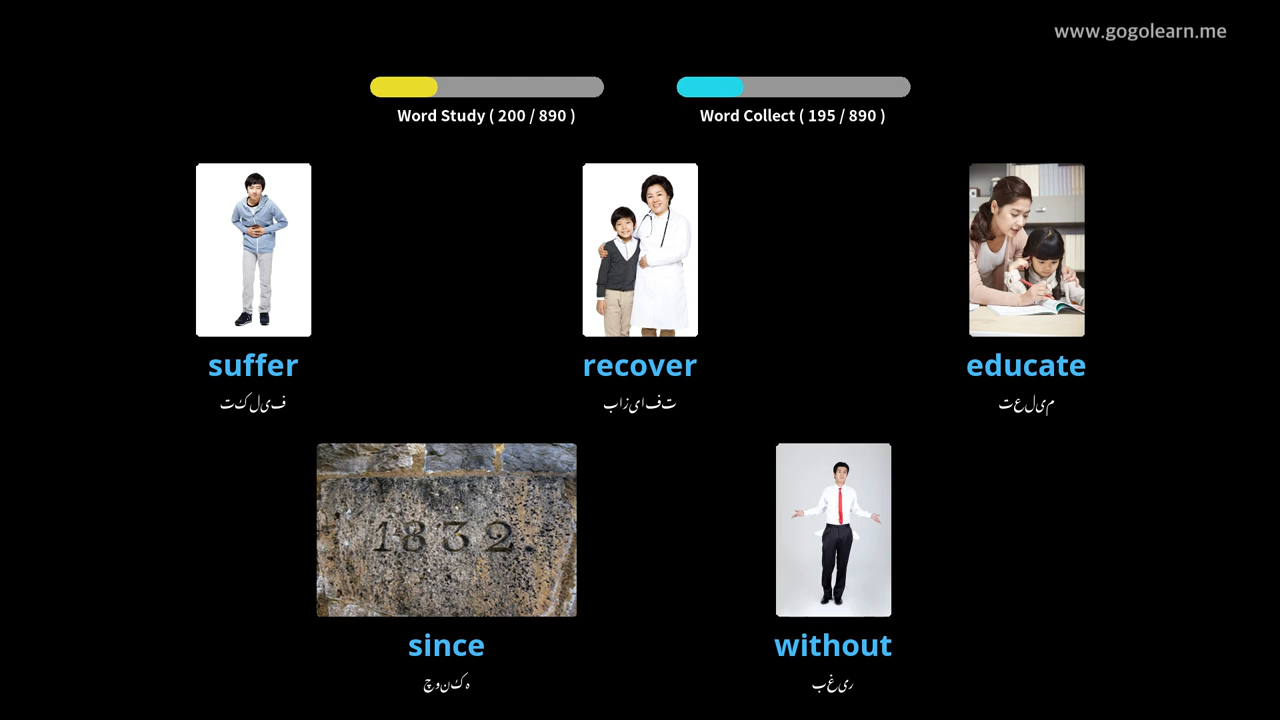 www.gogolearn.me
Word Study ( 200 / 890 )
Word Collect ( 195 / 890 )
suffer
تکلیف
recover
بازیافت
educate
تعلیم
1832
since
چونکہ
without
بغیر